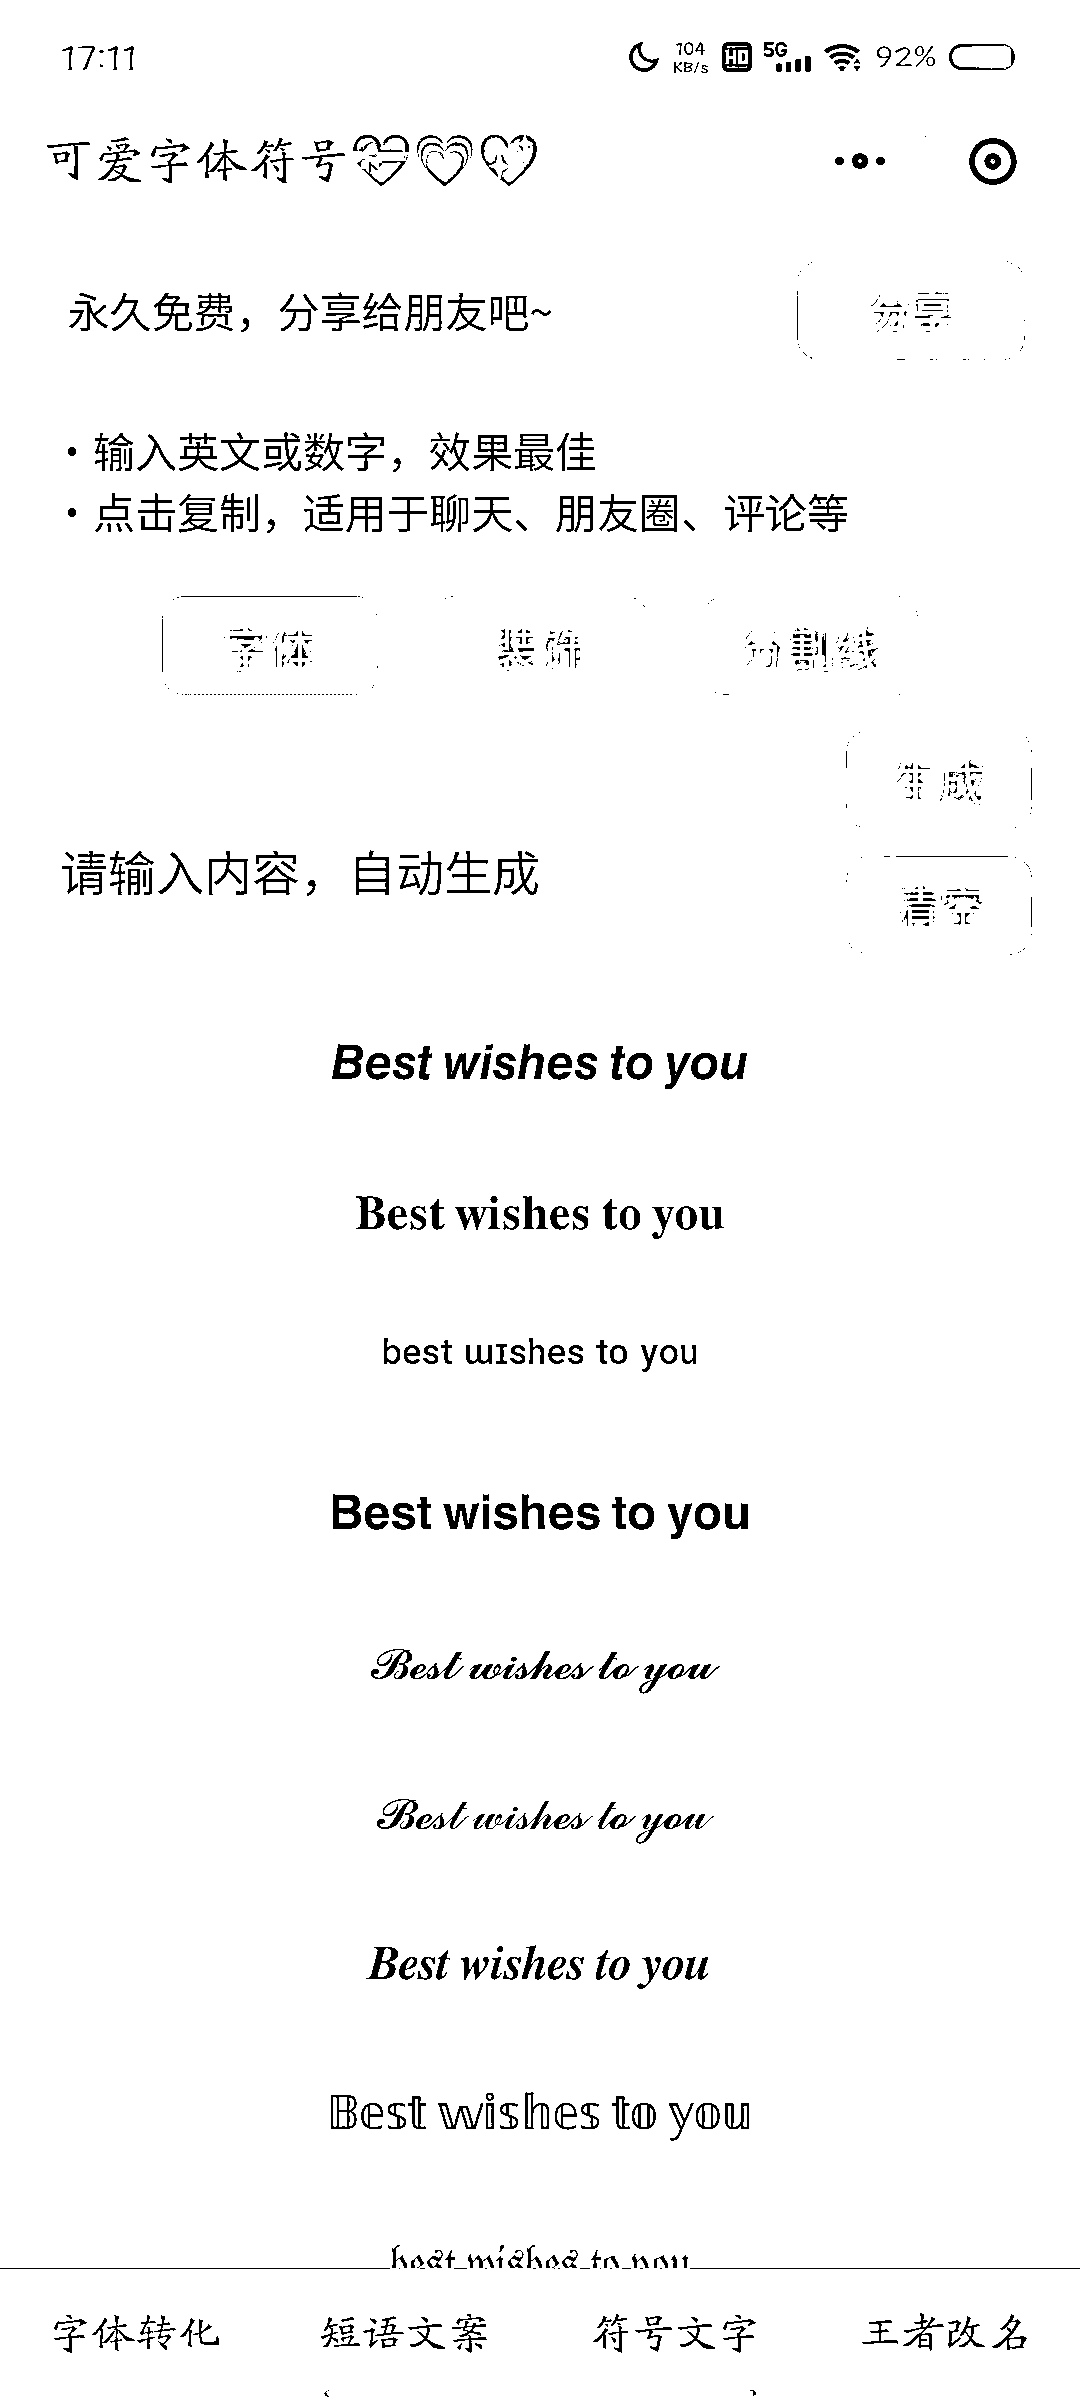 17:11 104 KB/s HD 5G 92%
可爱字体符号
永久免费，分享给朋友吧~ 分享
・输入英文或数字，效果最佳
・点击复制，适用于聊天、朋友圈、评论等
字体 装饰 分割线
生成
请输入内容，自动生成
清空
Best wishes to you
Best wishes to you
best ɯɪshes to you
Best wishes to you
Best wishes to you
Best wishes to you
Best wishes to you
Best wishes to you
字体转化 短语文案 符号文字 王者改名